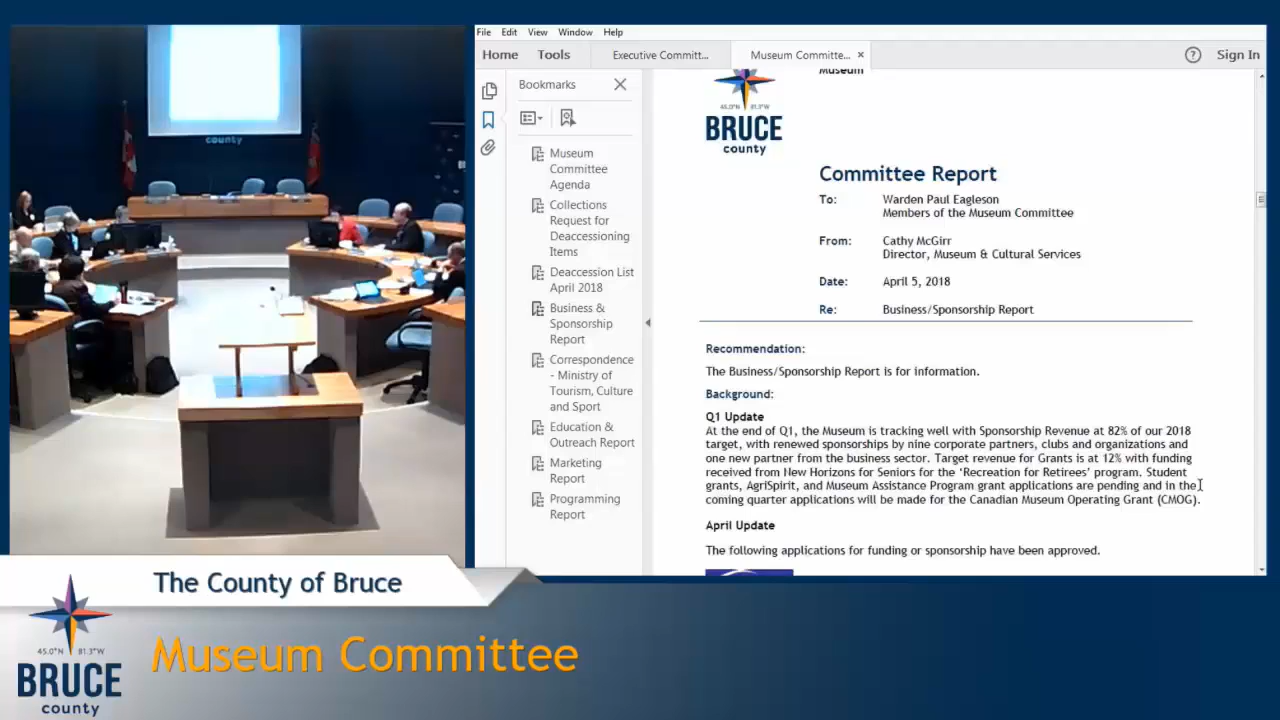 county
File Edit View Window Help
Home Tools Executive Committ... Museum Committe... ×
? Sign In
Bookmarks
Museum
Committee
Agenda
Collections
Request for
Deaccessioning
Items
Deaccession List
April 2018
Business &
Sponsorship
Report
Correspondence
- Ministry of
Tourism, Culture
and Sport
Education &
Outreach Report
Marketing
Report
Programming
Report
Museum
45.0°N 81.3°W
BRUCE
county
Committee Report
To: Warden Paul Eagleson
Members of the Museum Committee
From: Cathy McGirr
Director, Museum & Cultural Services
Date: April 5, 2018
Re: Business/Sponsorship Report
Recommendation:
The Business/Sponsorship Report is for information.
Background:
Q1 Update
At the end of Q1, the Museum is tracking well with Sponsorship Revenue at 82% of our 2018
target, with renewed sponsorships by nine corporate partners, clubs and organizations and
one new partner from the business sector. Target revenue for Grants is at 12% with funding
received from New Horizons for Seniors for the ‘Recreation for Retirees’ program. Student
grants, AgriSpirit, and Museum Assistance Program grant applications are pending and in the
coming quarter applications will be made for the Canadian Museum Operating Grant (CMOG).
April Update
The following applications for funding or sponsorship have been approved.
The County of Bruce
Museum Committee
45.0°N 81.3°W
BRUCE
county